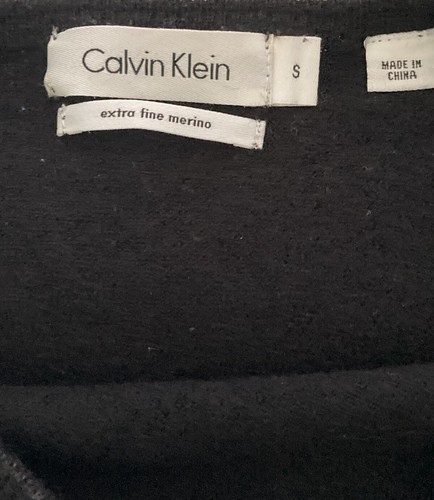 Calvin Klein
S
MADE IN
CHINA
extra fine merino